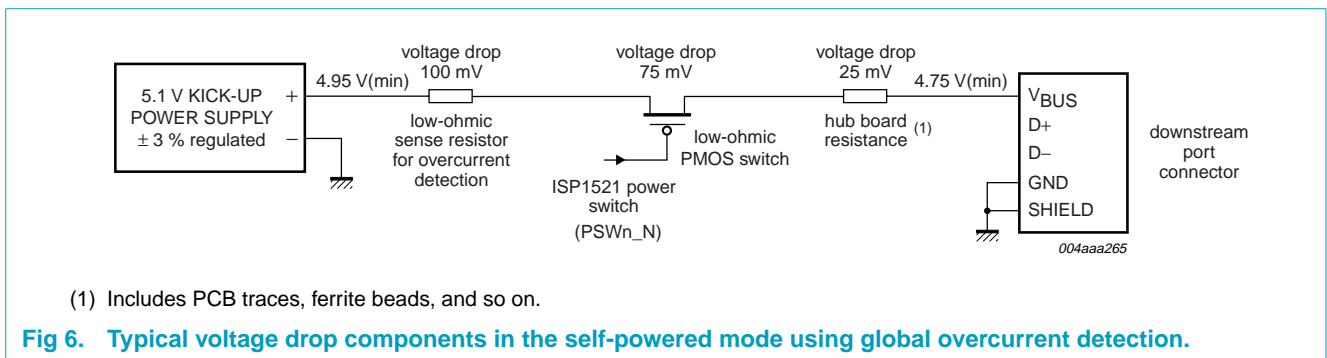 5.1 V KICK-UP
POWER SUPPLY
± 3 % regulated
+
−
4.95 V(min)
voltage drop
100 mV
low-ohmic
sense resistor
for overcurrent
detection
voltage drop
75 mV
low-ohmic
PMOS switch
ISP1521 power
switch
(PSWn_N)
voltage drop
25 mV
hub board (1)
resistance
4.75 V(min)
VBUS
D+
D−
GND
SHIELD
downstream
port
connector
004aaa265
(1) Includes PCB traces, ferrite beads, and so on.
Fig 6. Typical voltage drop components in the self-powered mode using global overcurrent detection.